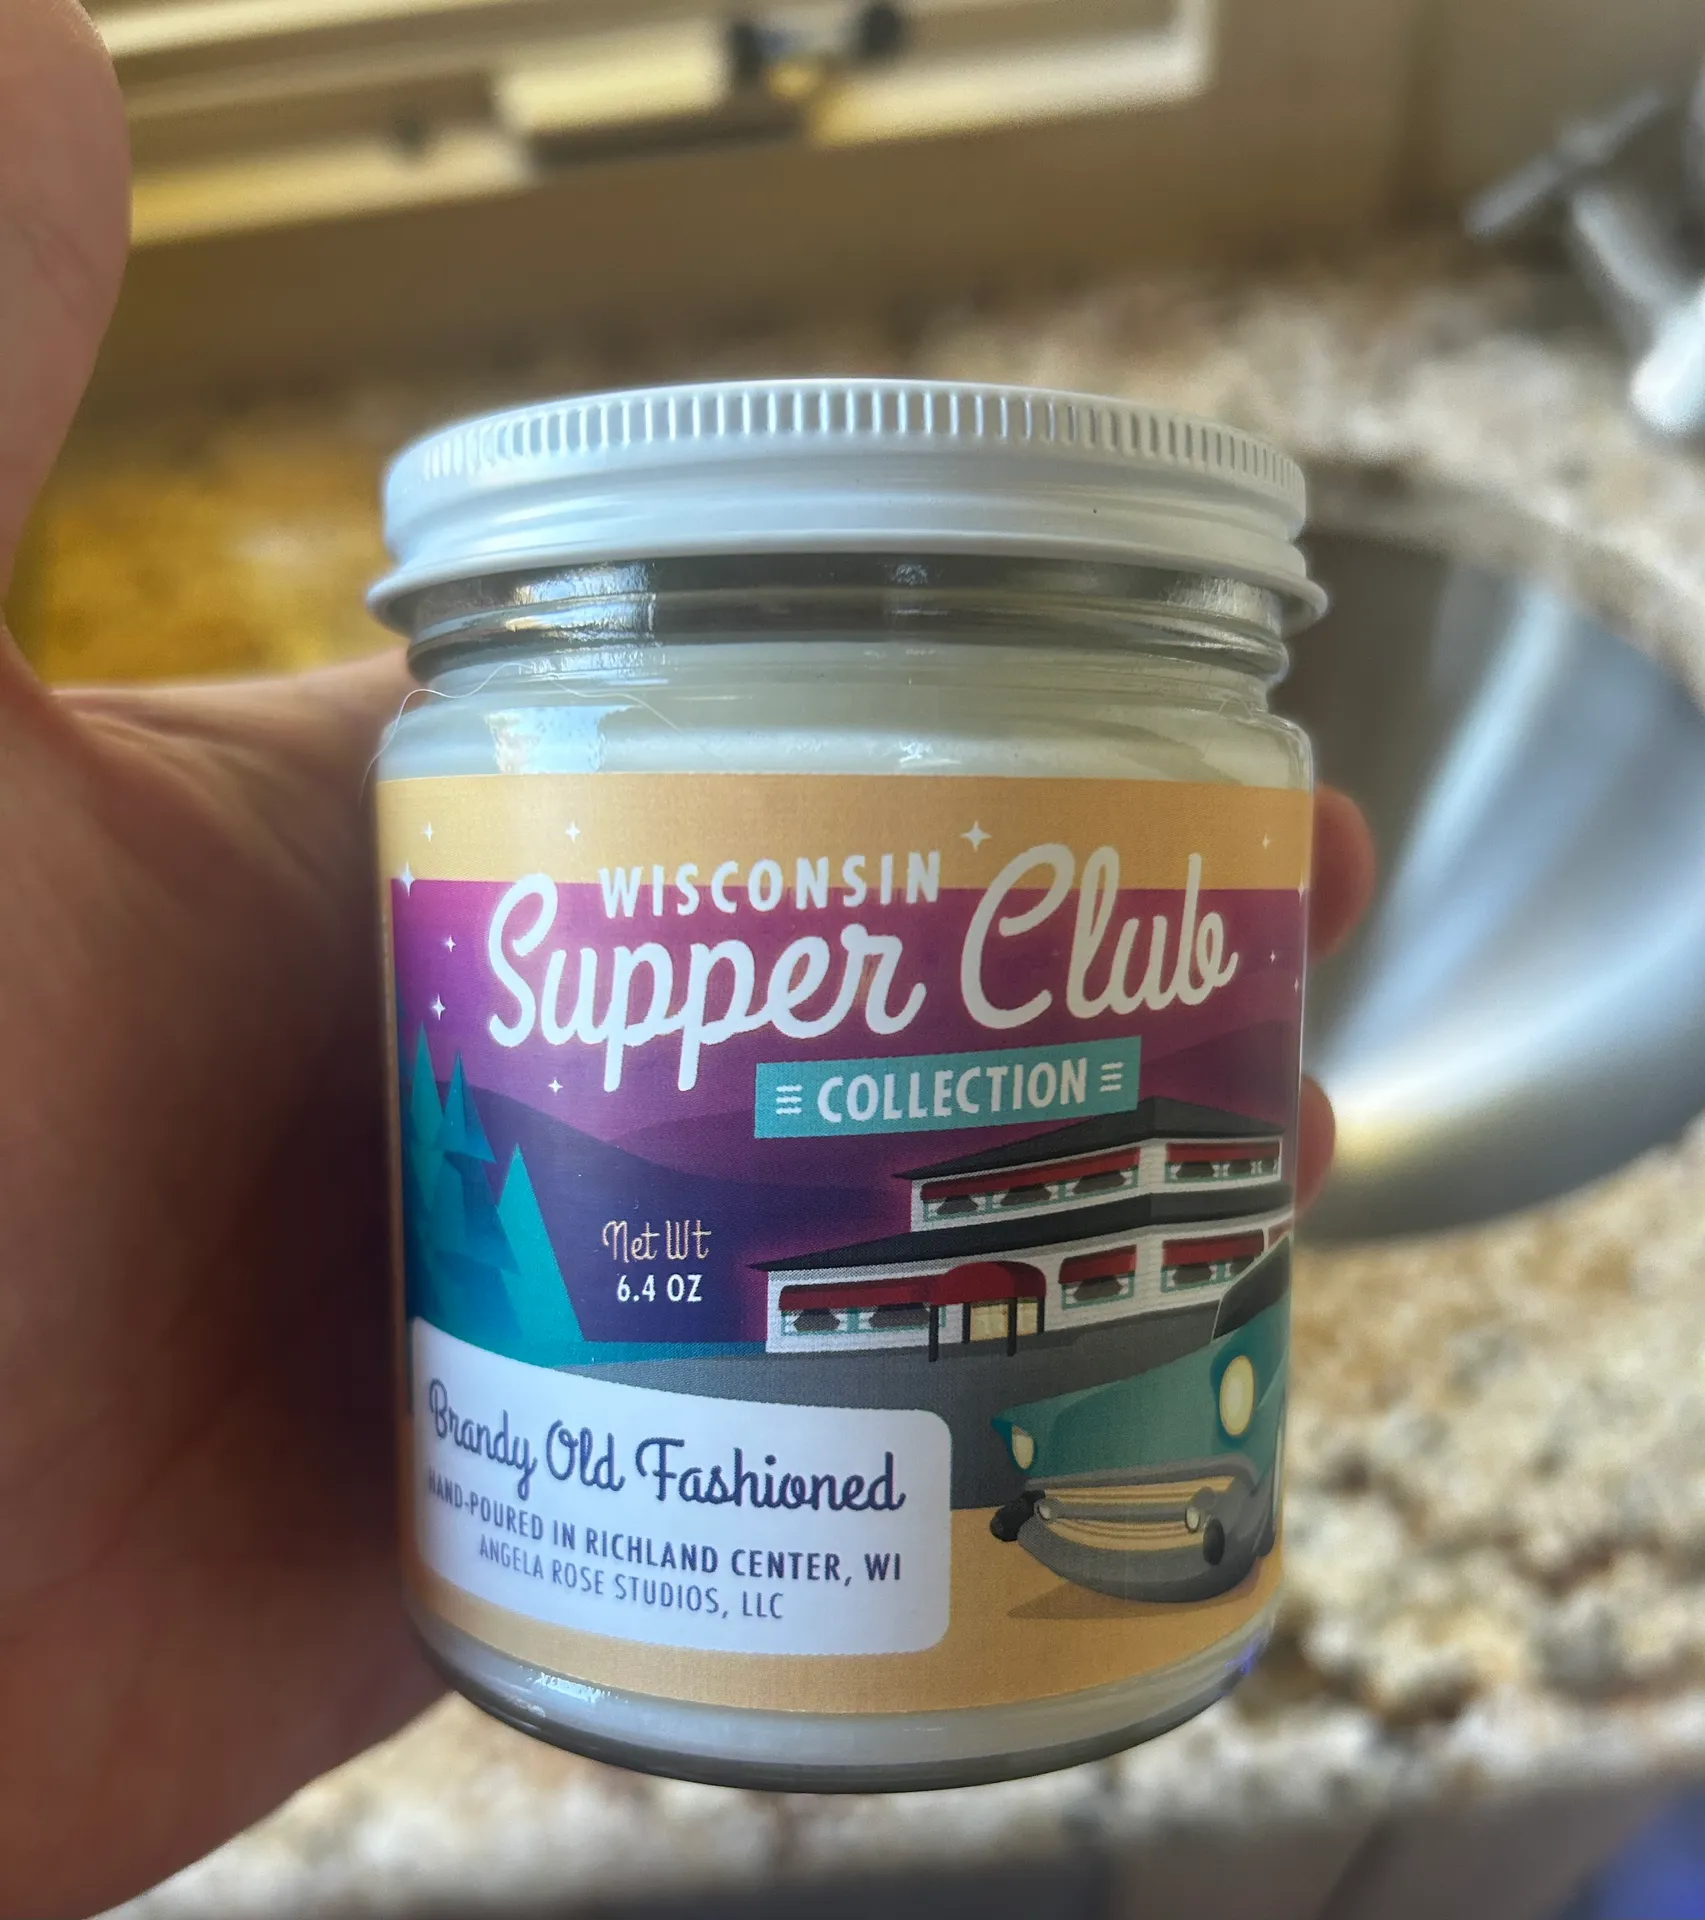 WISCONSIN
Supper Club
COLLECTION
Net Wt
6.4 OZ
Brandy Old Fashioned
HAND-POURED IN RICHLAND CENTER, WI
ANGELA ROSE STUDIOS, LLC